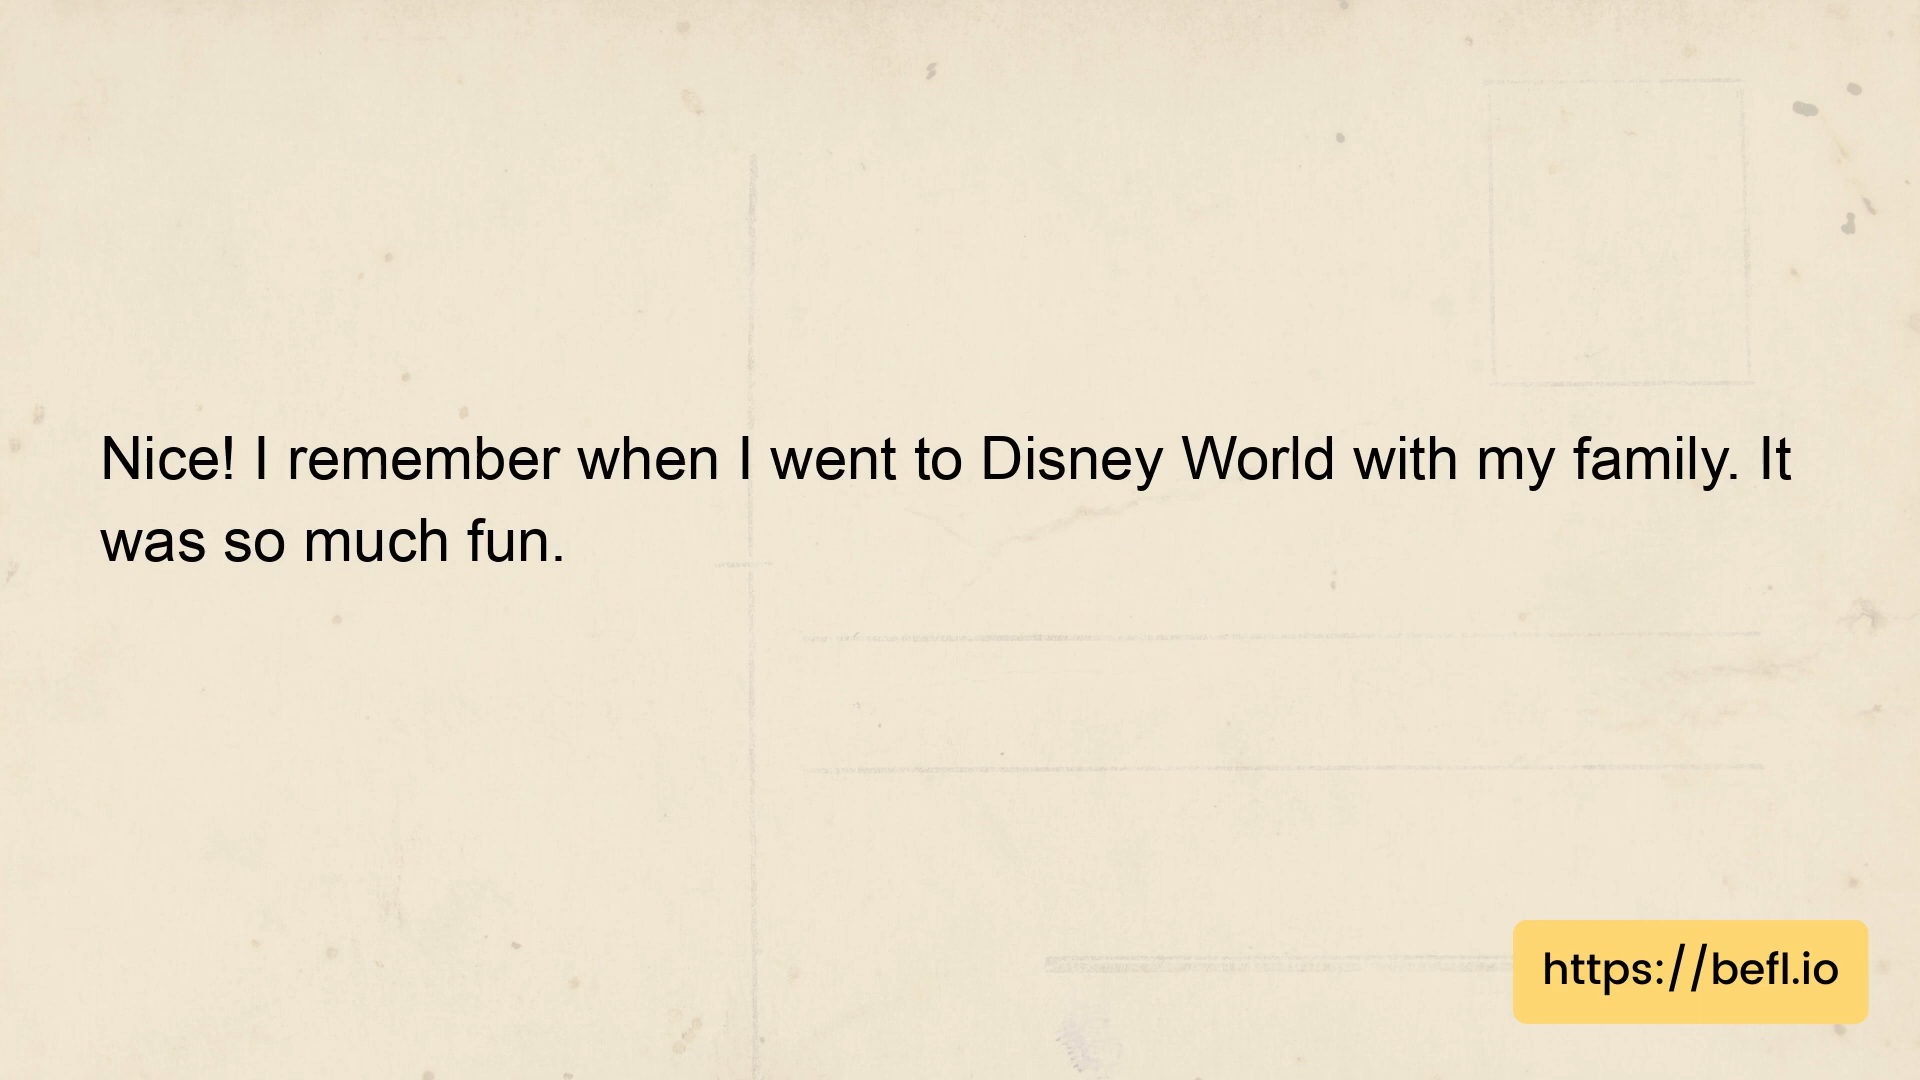 Nice! I remember when I went to Disney World with my family. It
was so much fun.
https://befl.io